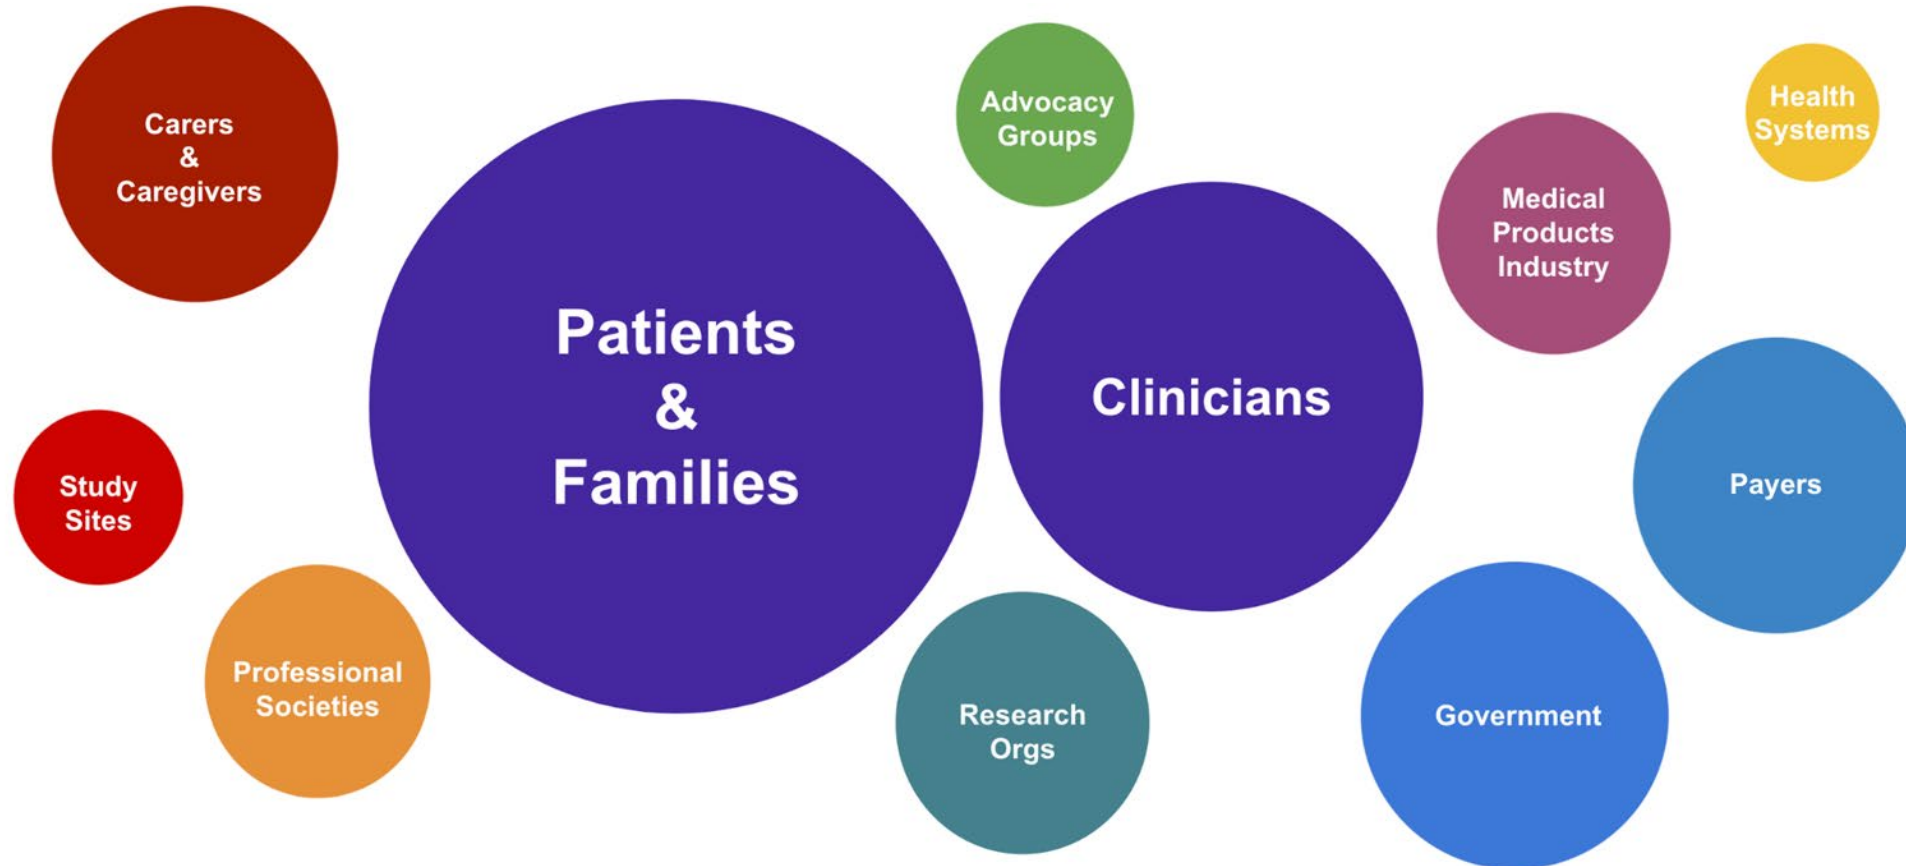 Carers
&
Caregivers
Patients
&
Families
Advocacy
Groups
Clinicians
Medical
Products
Industry
Health
Systems
Study
Sites
Professional
Societies
Research
Orgs
Payers
Government